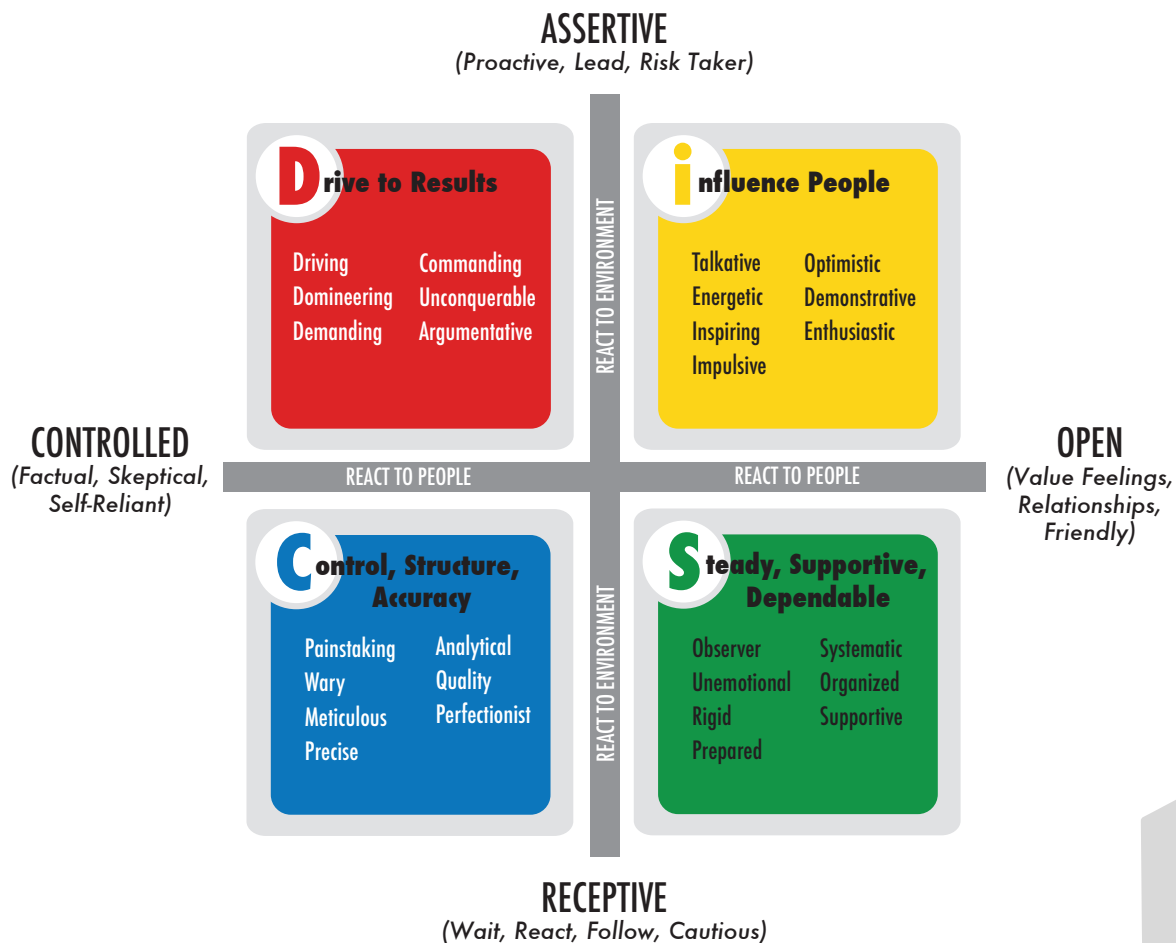 ASSERTIVE
(Proactive, Lead, Risk Taker)
Drive to Results
Driving
Domineering
Demanding
Commanding
Unconquerable
Argumentative
REACT TO ENVIRONMENT
influence People
Talkative
Energetic
Inspiring
Impulsive
Optimistic
Demonstrative
Enthusiastic
CONTROLLED
(Factual, Skeptical,
Self-Reliant)
REACT TO PEOPLE
REACT TO PEOPLE
OPEN
(Value Feelings,
Relationships,
Friendly)
Control, Structure,
Accuracy
Painstaking
Wary
Meticulous
Precise
Analytical
Quality
Perfectionist
REACT TO ENVIRONMENT
Steady, Supportive,
Dependable
Observer
Unemotional
Rigid
Prepared
Systematic
Organized
Supportive
RECEPTIVE
(Wait, React, Follow, Cautious)